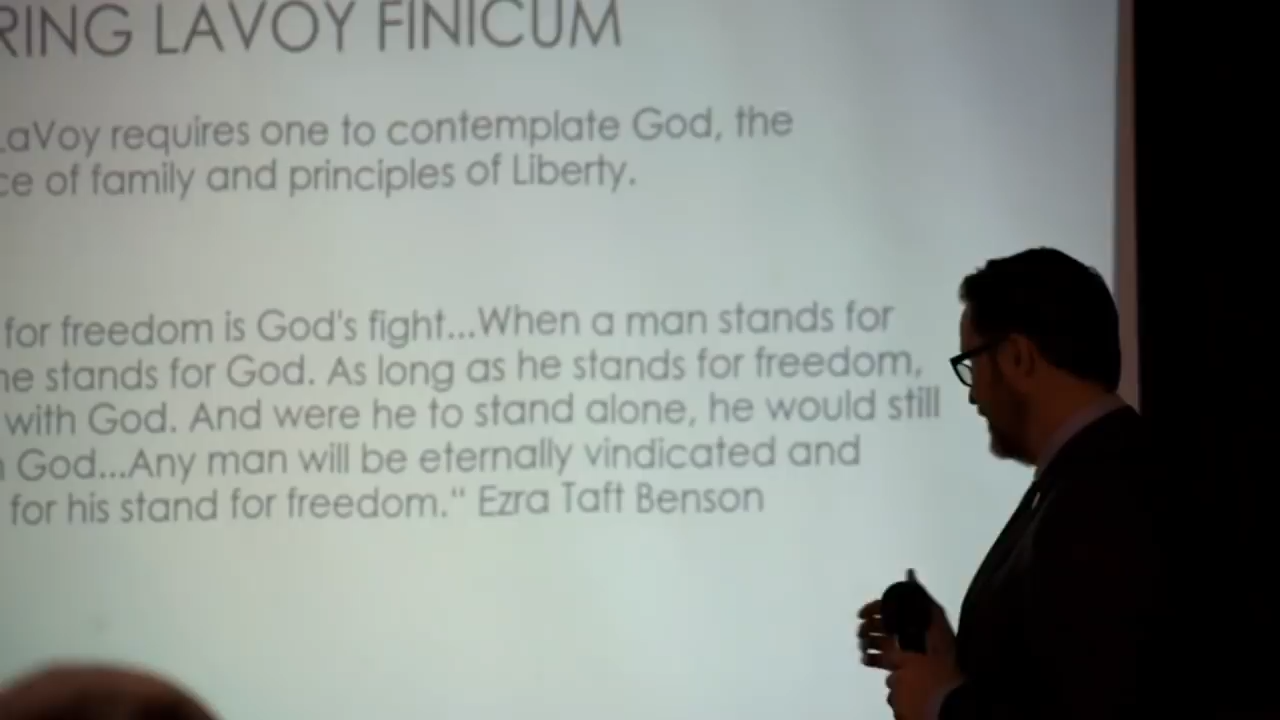 RING LAVOY FINICUM
LaVoy requires one to contemplate God, the
ce of family and principles of Liberty.
for freedom is God's fight...When a man stands for
he stands for God. As long as he stands for freedom,
with God. And were he to stand alone, he would still
God...Any man will be eternally vindicated and
for his stand for freedom." Ezra Taft Benson